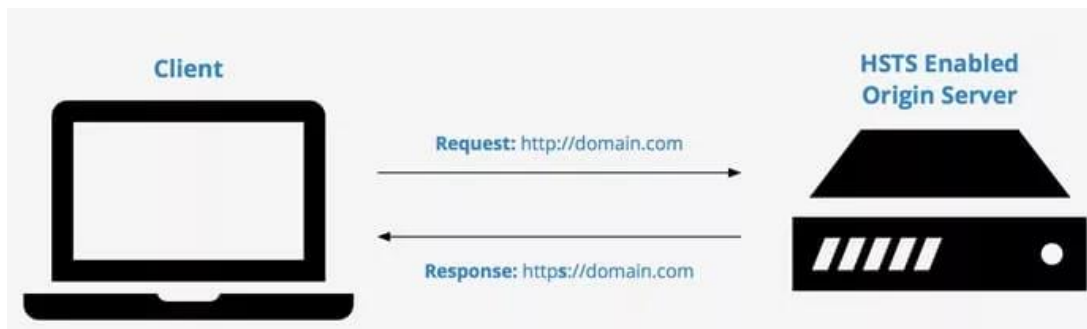 Client
HSTS Enabled
Origin Server
Request: http://domain.com
Response: https://domain.com